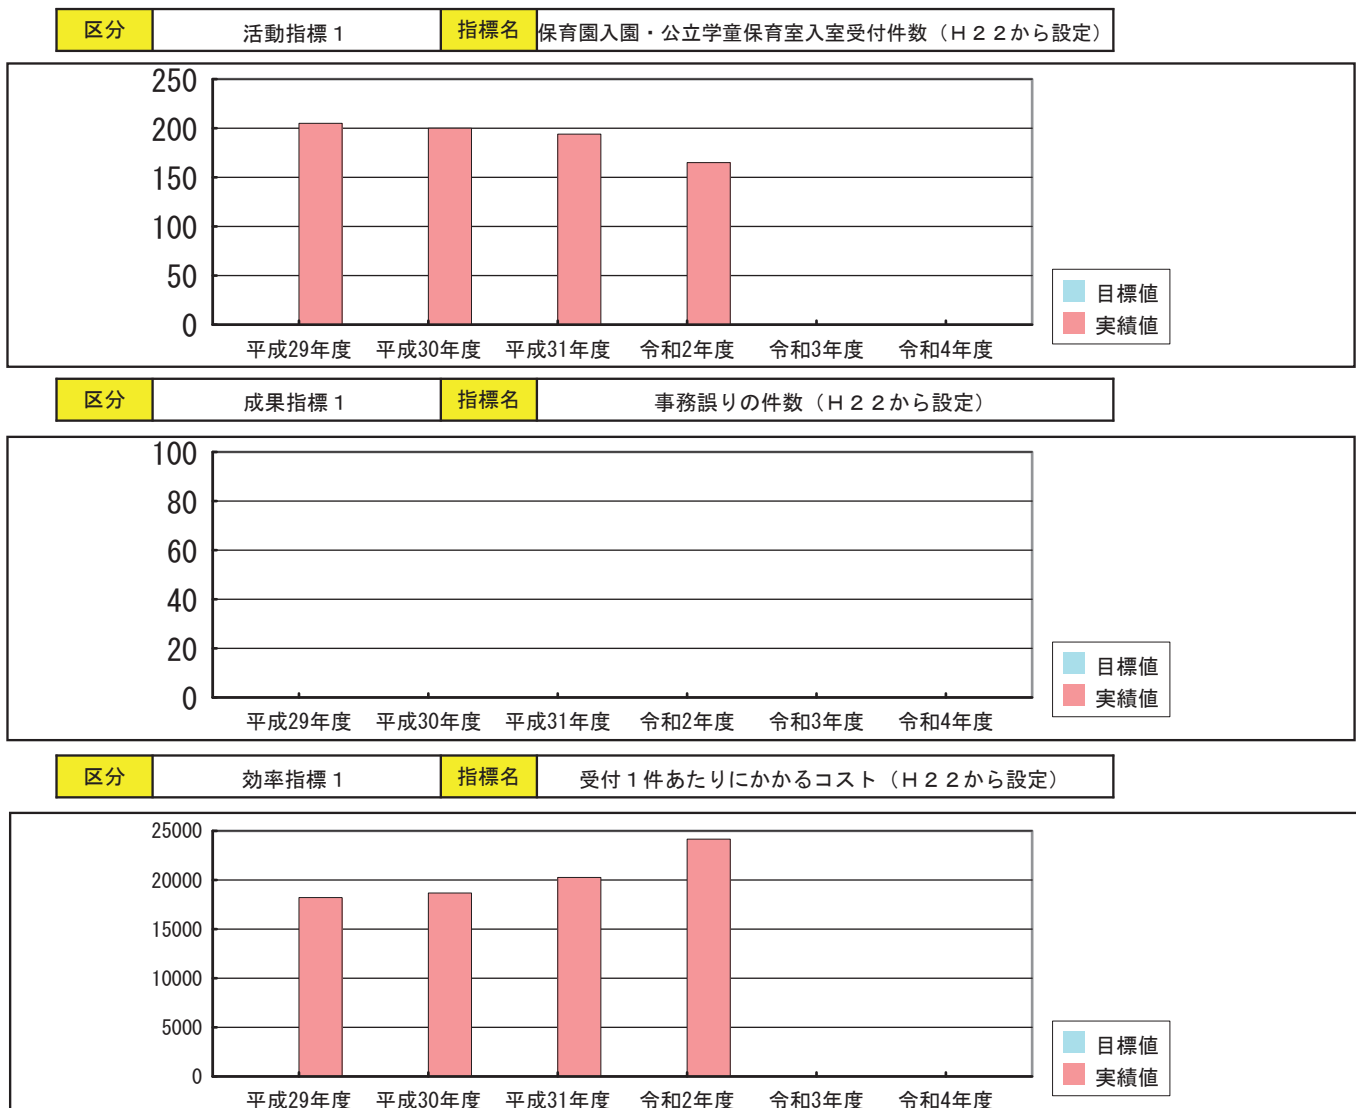 区分 活動指標１ 指標名 保育園入園・公立学童保育室入室受付件数（Ｈ２２から設定）
250
200
150
100
50
0
平成29年度 平成30年度 平成31年度 令和2年度 令和3年度 令和4年度
目標値
実績値
区分 成果指標１ 指標名 事務誤りの件数（Ｈ２２から設定）
100
80
60
40
20
0
平成29年度 平成30年度 平成31年度 令和2年度 令和3年度 令和4年度
目標値
実績値
区分 効率指標１ 指標名 受付１件あたりにかかるコスト（Ｈ２２から設定）
25000
20000
15000
10000
5000
0
平成29年度 平成30年度 平成31年度 令和2年度 令和3年度 令和4年度
目標値
実績値